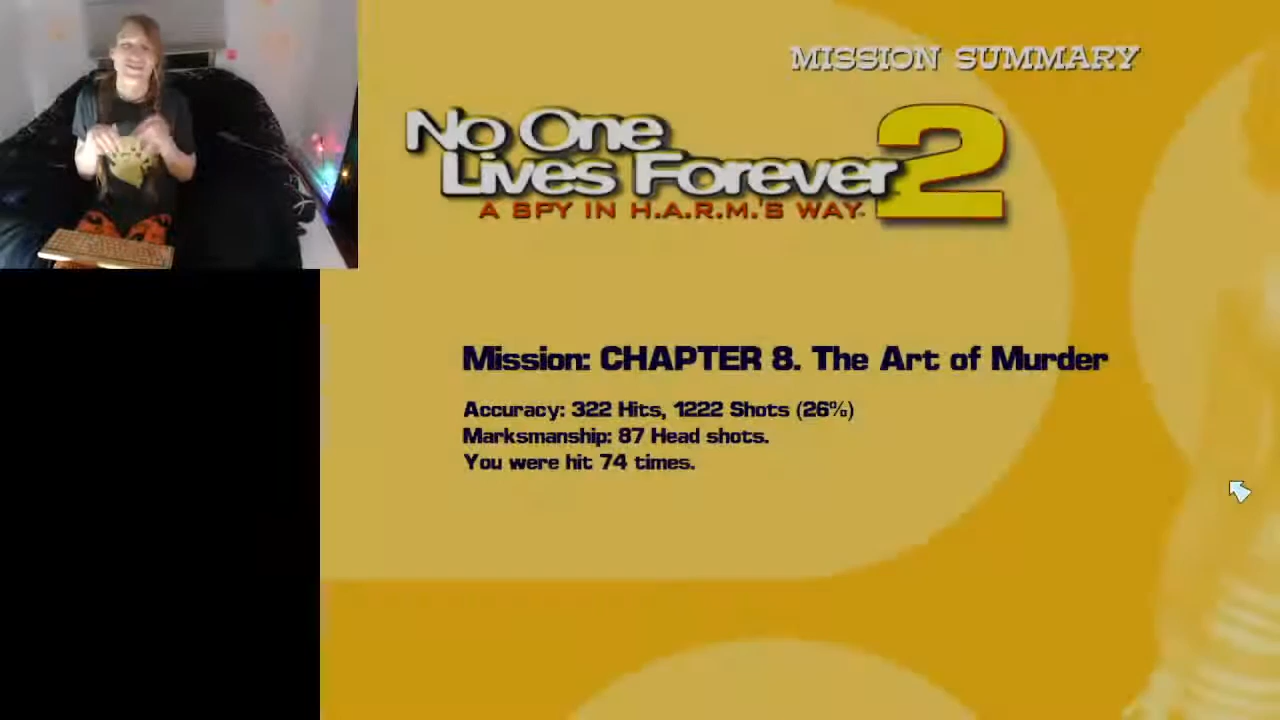 MISSION SUMMARY
No One
Lives Forever 2
A SPY IN H.A.R.M.'S WAY
Mission: CHAPTER 8. The Art of Murder
Accuracy: 322 Hits, 1222 Shots (26%)
Marksmanship: 87 Head shots.
You were hit 74 times.